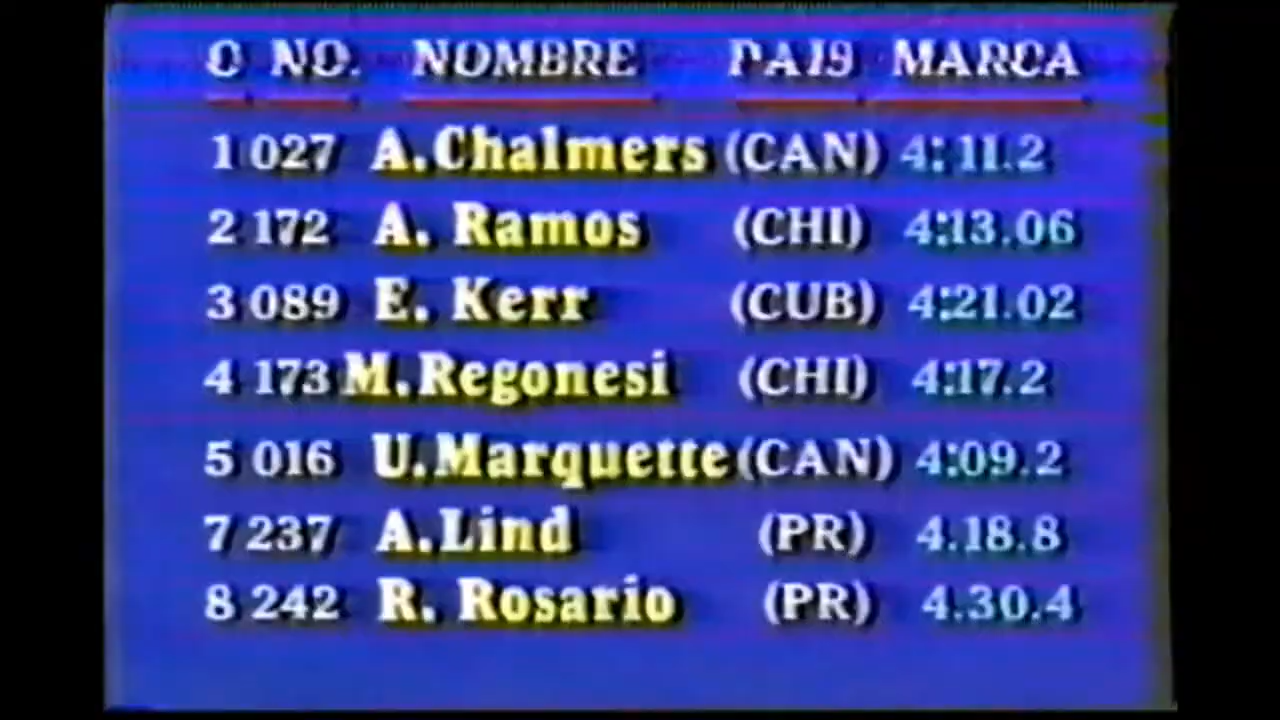 C NO. NOMBRE PAIS MARCA
1 027 A.Chalmers (CAN) 4:11.2
2 172 A. Ramos (CHI) 4:13.06
3 089 E. Kerr (CUB) 4:21.02
4 173 M.Regonesi (CHI) 4:17.2
5 016 U.Marquette (CAN) 4:09.2
7 237 A.Lind (PR) 4.18.8
8 242 R. Rosario (PR) 4.30.4